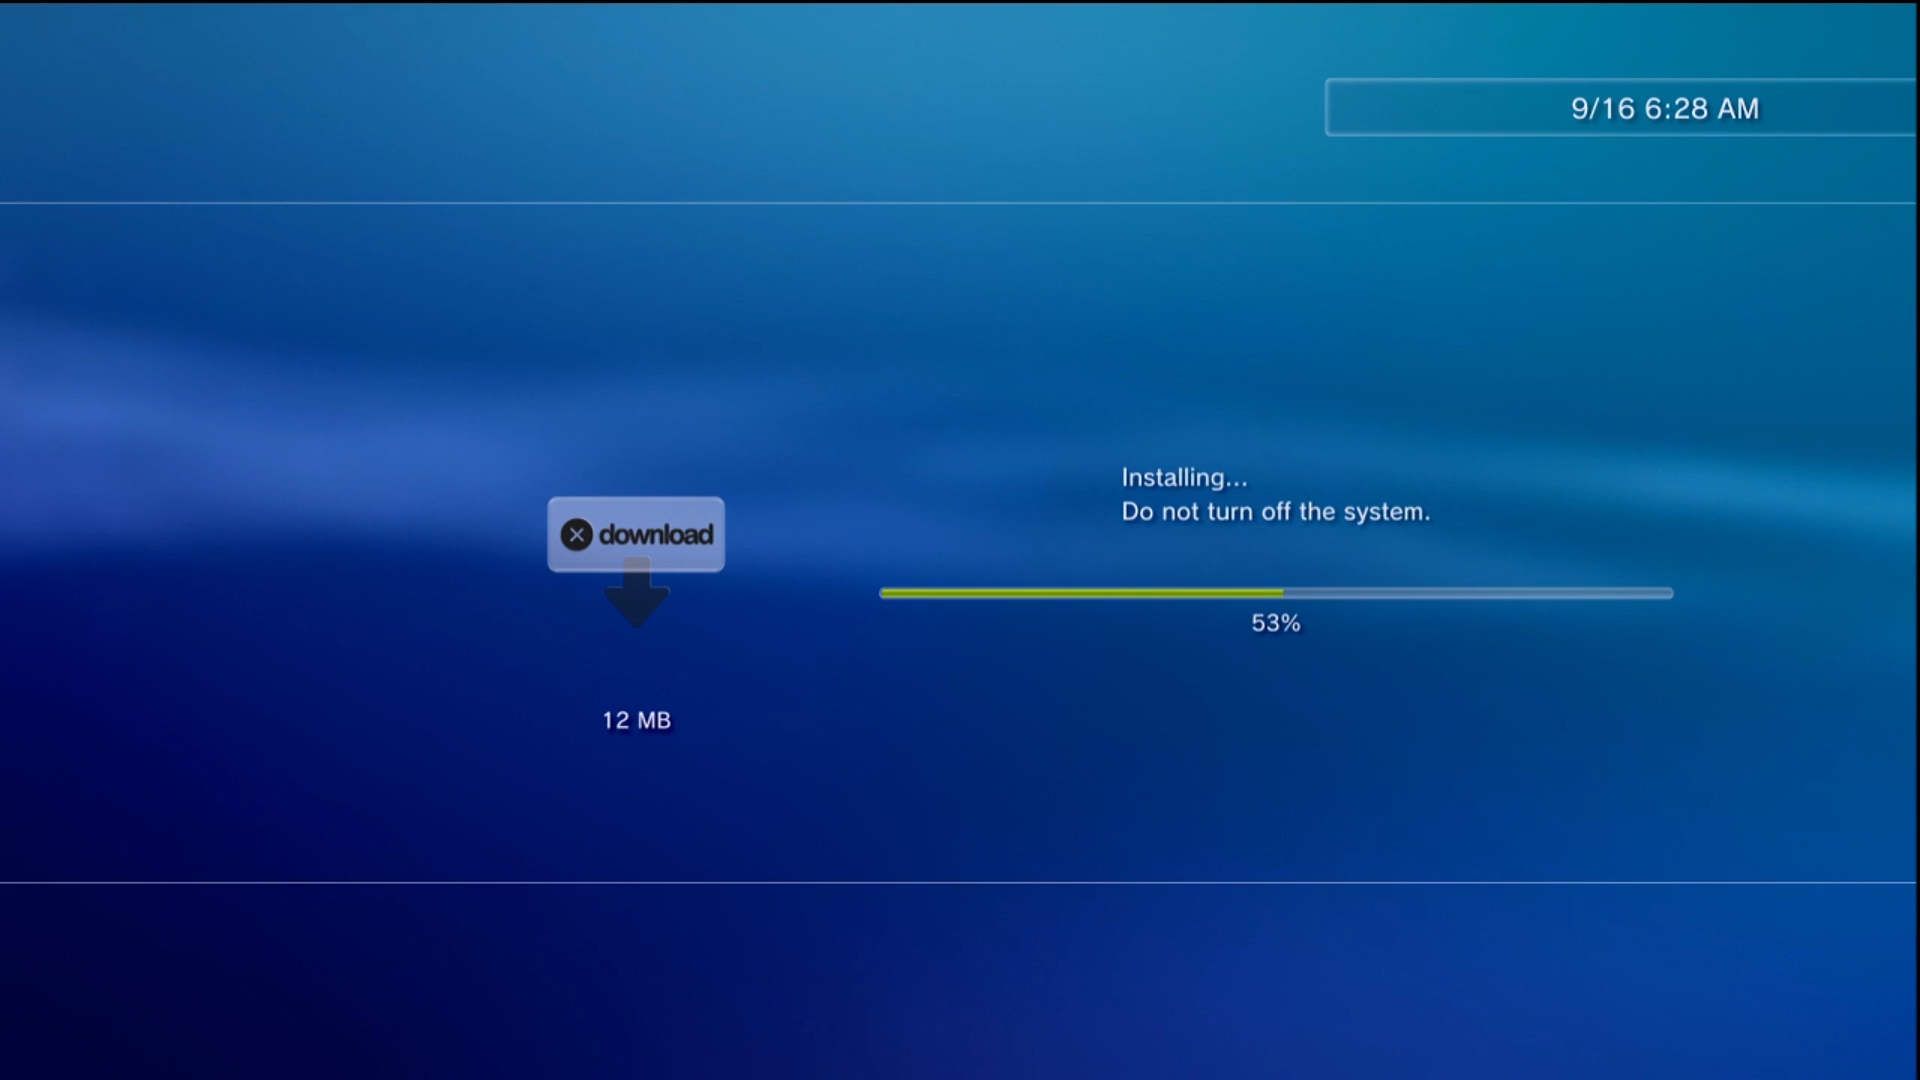 9/16 6:28 AM
Installing...
Do not turn off the system.
download
53%
12 MB